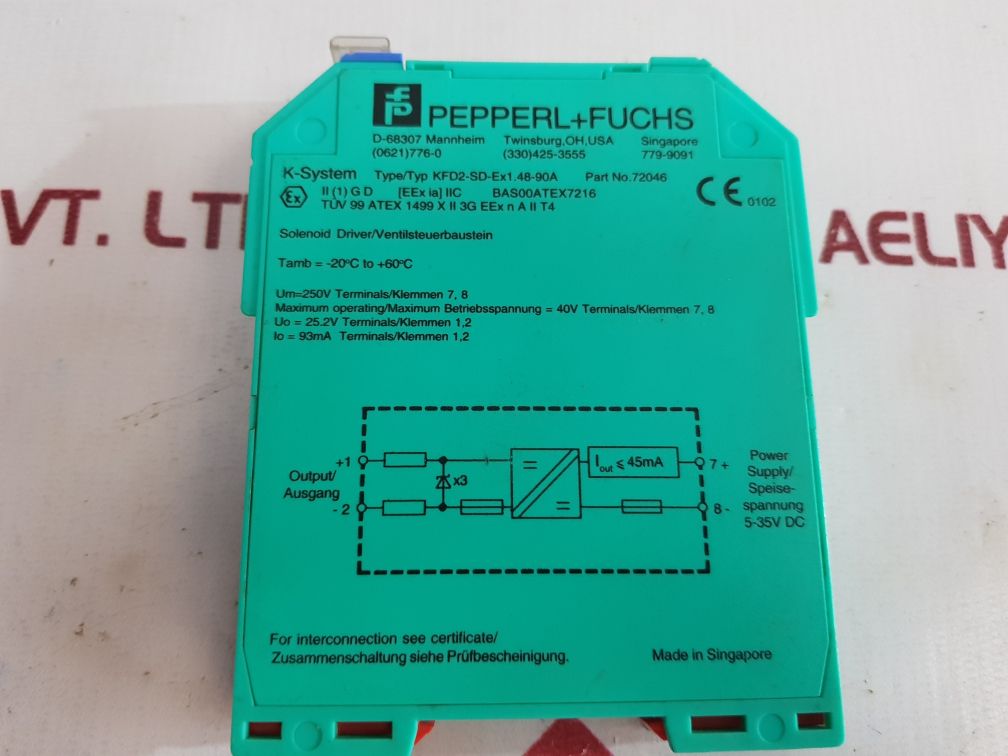 PEPPERL+FUCHS
D-68307 Mannheim Twinsburg,OH,USA Singapore
(0621)776-0 (330)425-3555 779-9091
K-System Type/Typ KFD2-SD-Ex1.48-90A Part No.72046
Ex II (1) G D [EEx ia] IIC BAS00ATEX7216
TÜV 99 ATEX 1499 X II 3G EEx n A II T4
CE 0102
Solenoid Driver/Ventilsteuerbaustein
Tamb = -20°C to +60°C
Um=250V Terminals/Klemmen 7, 8
Maximum operating/Maximum Betriebsspannung = 40V Terminals/Klemmen 7, 8
Uo = 25.2V Terminals/Klemmen 1,2
Io = 93mA Terminals/Klemmen 1,2
Output/
Ausgang
+1
- 2
x3
Iout ≤ 45mA
7 +
8 -
Power
Supply/
Speise-
spannung
5-35V DC
For interconnection see certificate/
Zusammenschaltung siehe Prüfbescheinigung.
Made in Singapore
VT. LT
AELIY